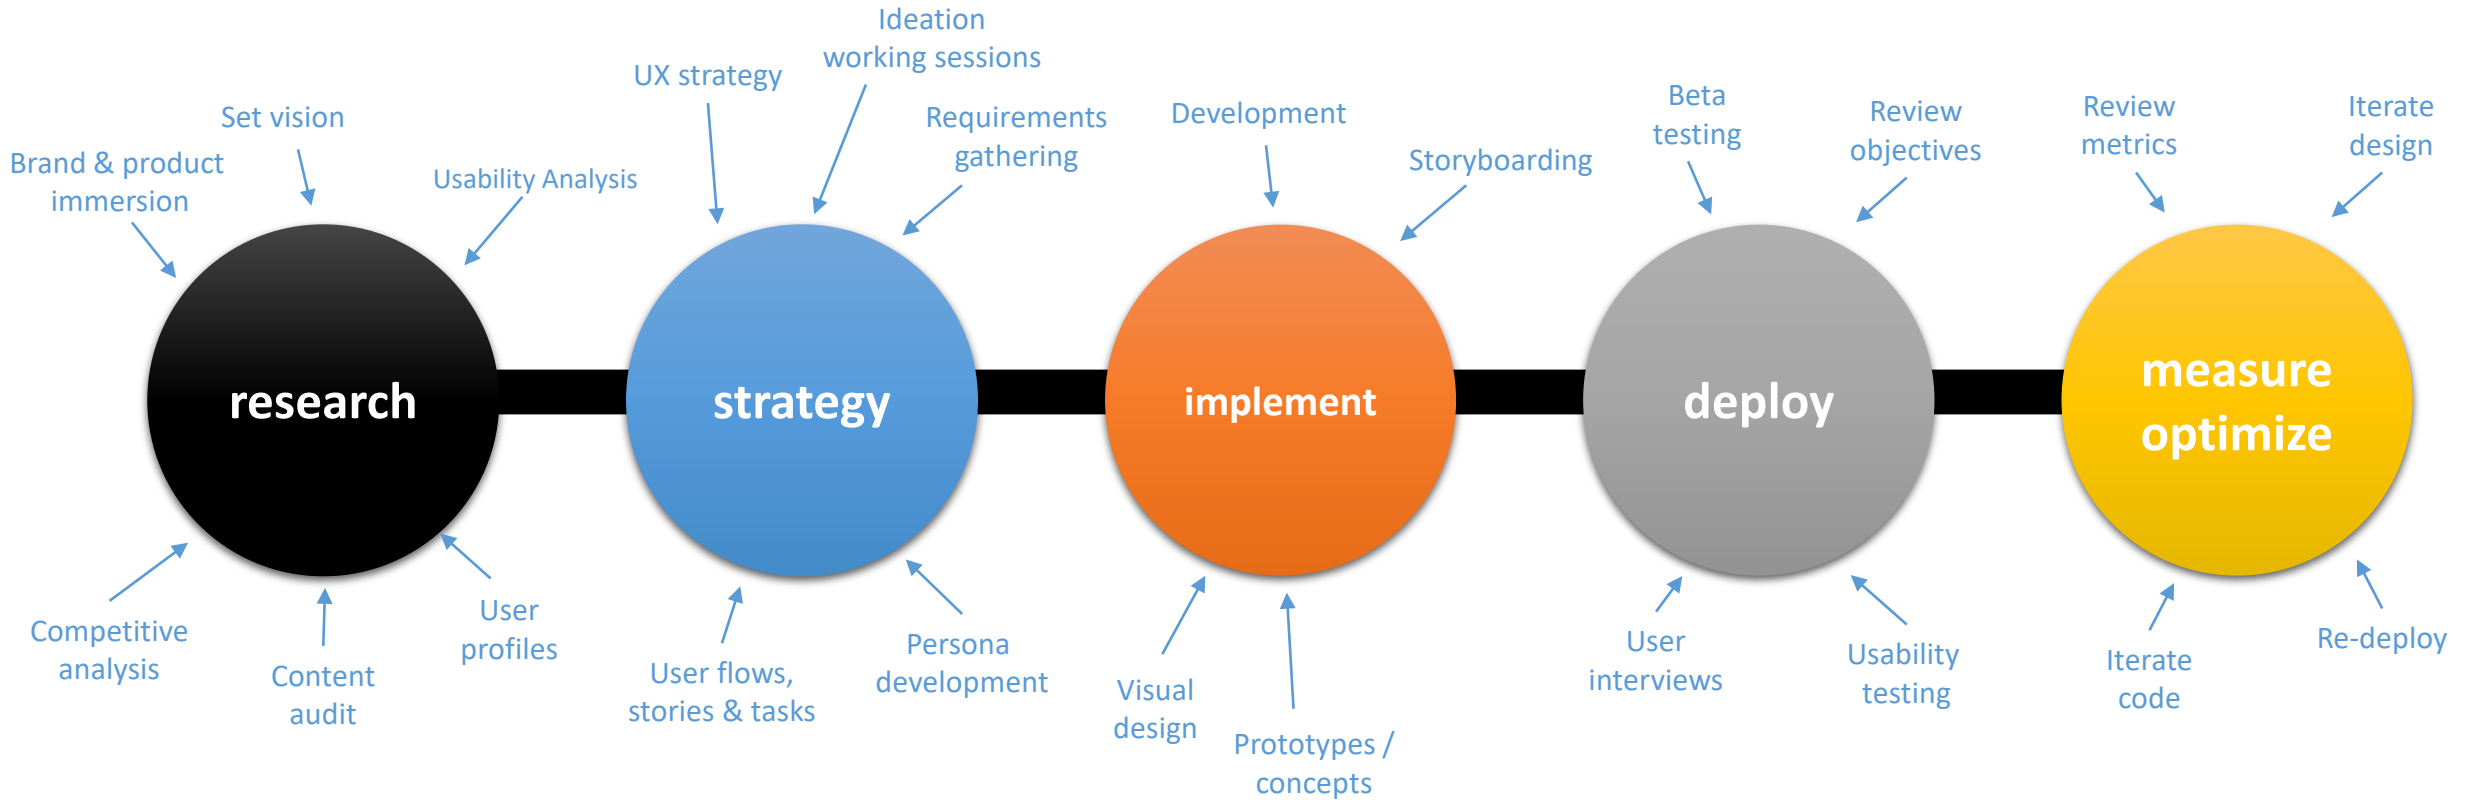 Set vision
Brand & product
immersion
Usability Analysis
research
Competitive
analysis
Content
audit
User
profiles
UX strategy
Ideation
working sessions
Requirements
gathering
strategy
User flows,
stories & tasks
Persona
development
Development
Storyboarding
implement
Visual
design
Prototypes /
concepts
Beta
testing
Review
objectives
deploy
User
interviews
Usability
testing
Review
metrics
Iterate
design
measure
optimize
Iterate
code
Re-deploy